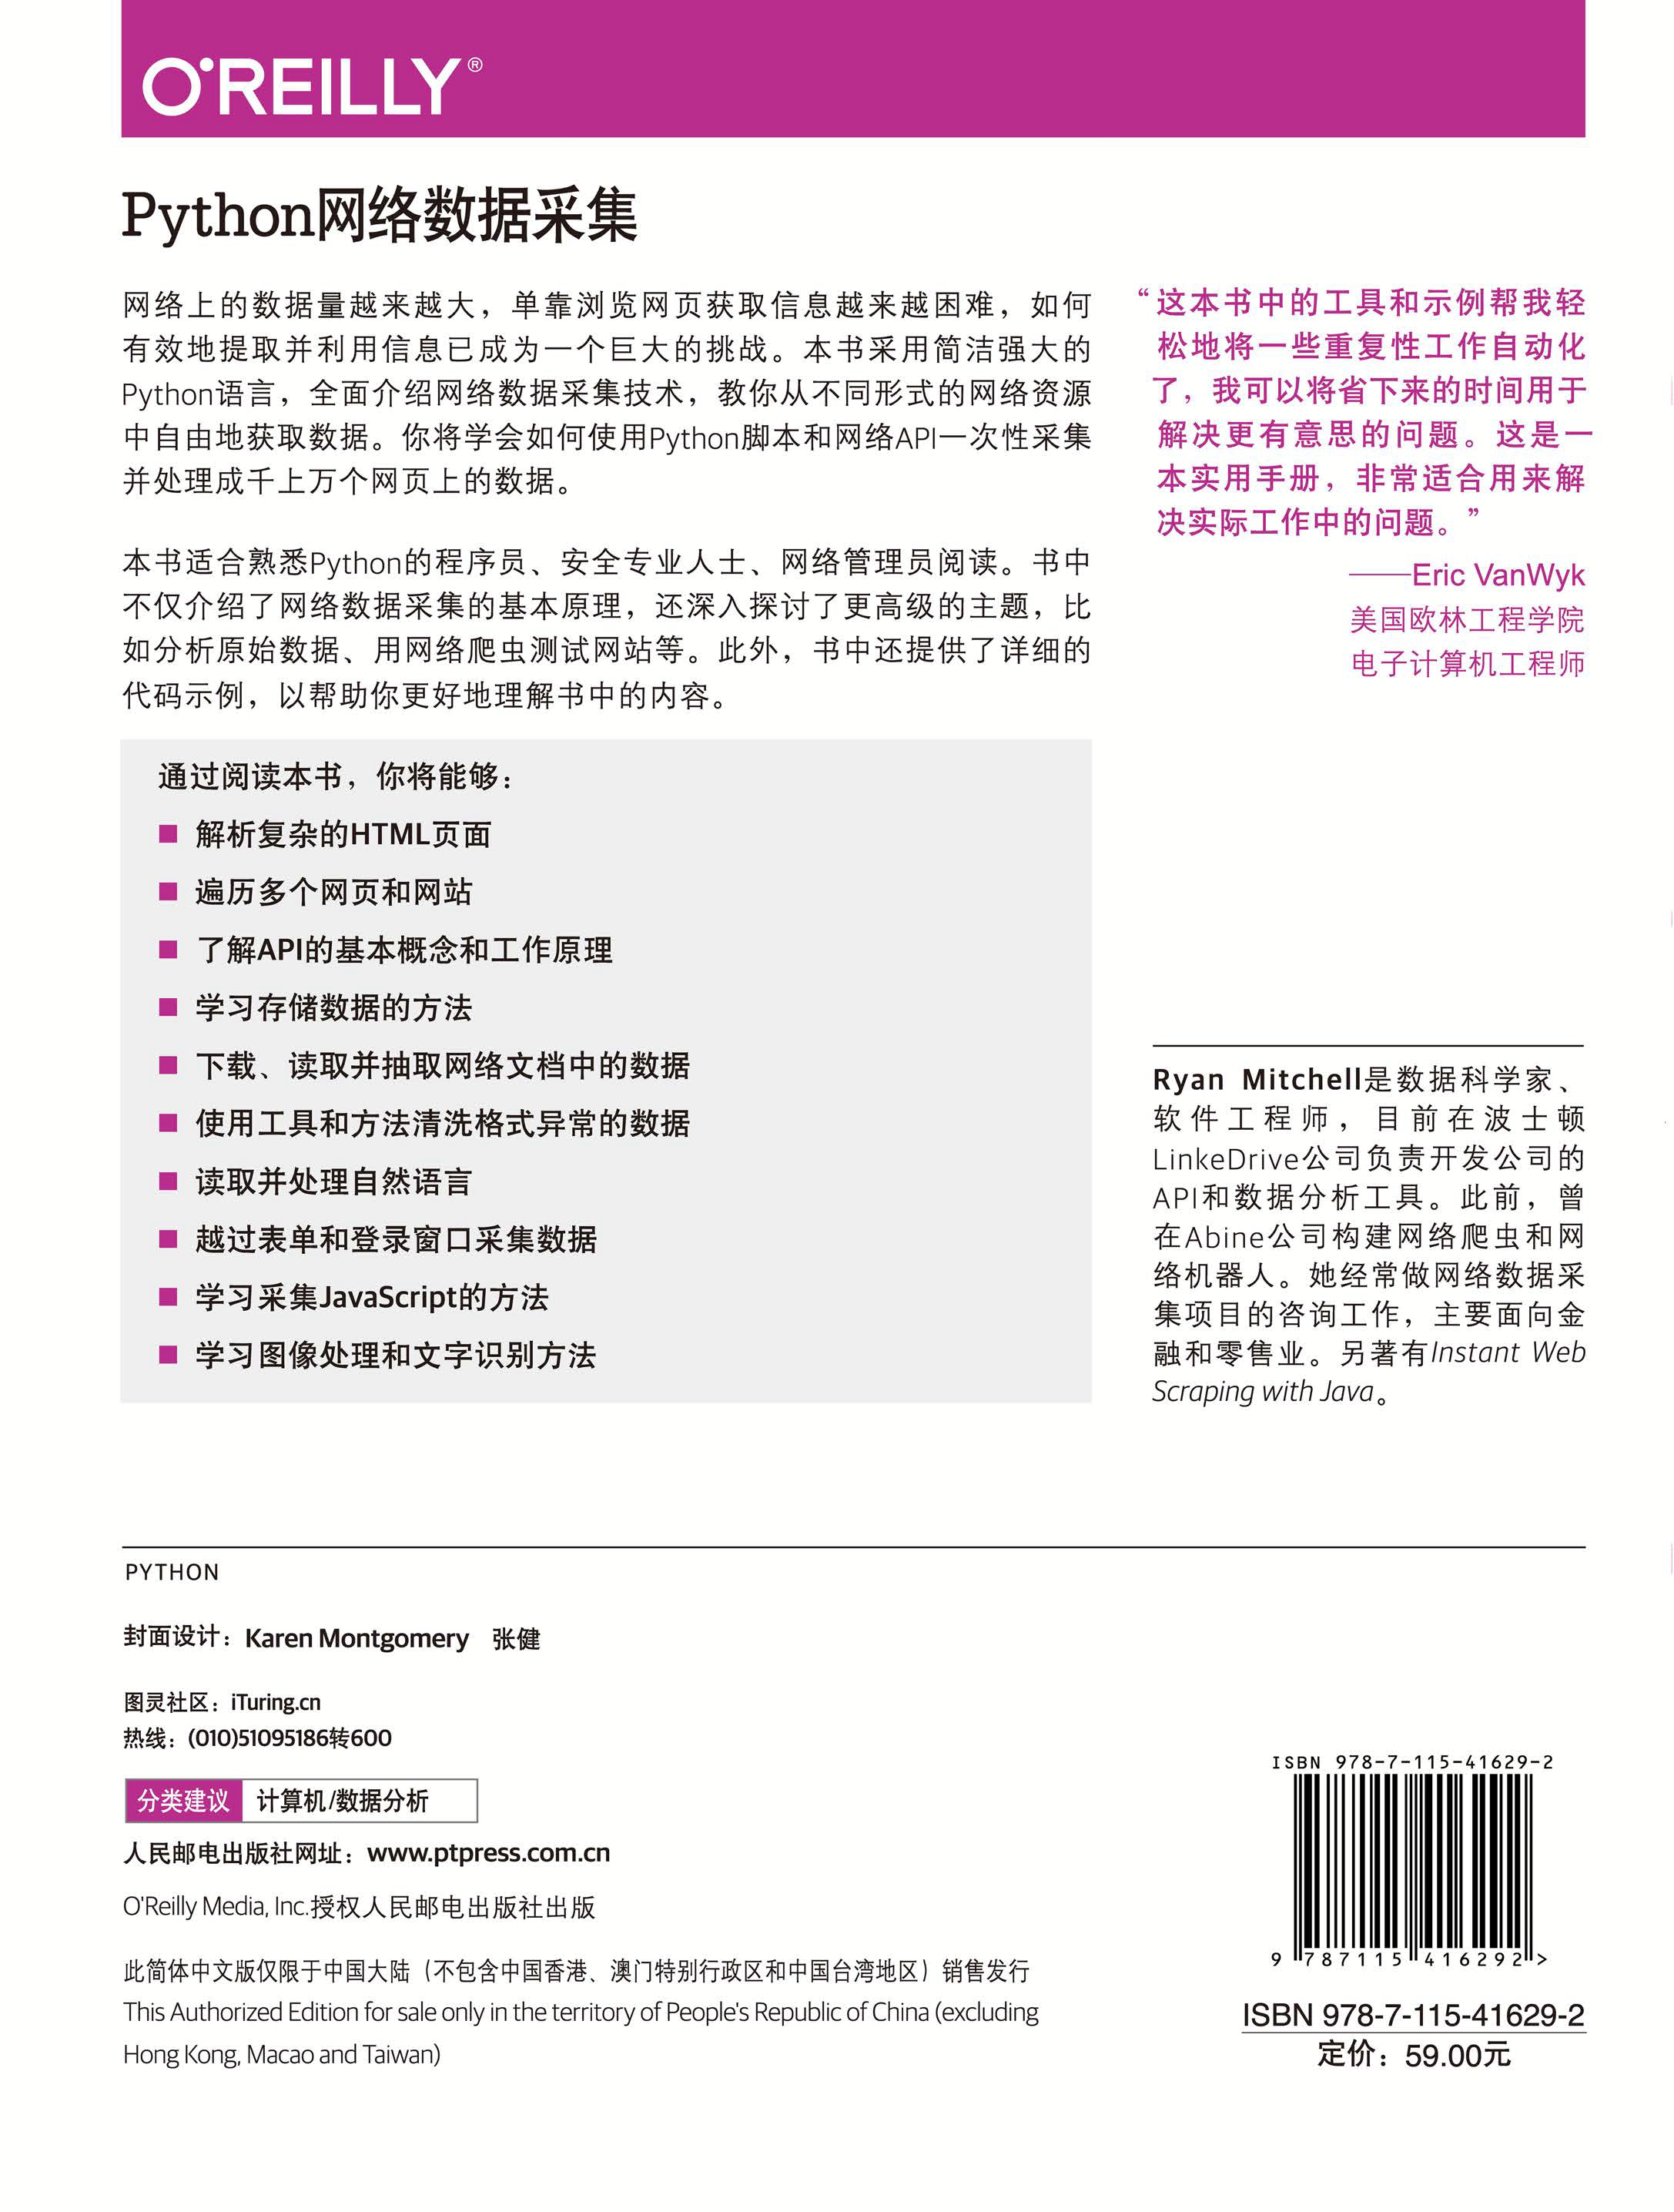 O'REILLY®
Python网络数据采集
网络上的数据量越来越大，单靠浏览网页获取信息越来越困难，如何
有效地提取并利用信息已成为一个巨大的挑战。本书采用简洁强大的
Python语言，全面介绍网络数据采集技术，教你从不同形式的网络资源
中自由地获取数据。你将学会如何使用Python脚本和网络API一次性采集
并处理成千上万个网页上的数据。
本书适合熟悉Python的程序员、安全专业人士、网络管理员阅读。书中
不仅介绍了网络数据采集的基本原理，还深入探讨了更高级的主题，比
如分析原始数据、用网络爬虫测试网站等。此外，书中还提供了详细的
代码示例，以帮助你更好地理解书中的内容。
通过阅读本书，你将能够：
■ 解析复杂的HTML页面
■ 遍历多个网页和网站
■ 了解API的基本概念和工作原理
■ 学习存储数据的方法
■ 下载、读取并抽取网络文档中的数据
■ 使用工具和方法清洗格式异常的数据
■ 读取并处理自然语言
■ 越过表单和登录窗口采集数据
■ 学习采集JavaScript的方法
■ 学习图像处理和文字识别方法
“这本书中的工具和示例帮我轻
松地将一些重复性工作自动化
了，我可以将省下来的时间用于
解决更有意思的问题。这是一
本实用手册，非常适合用来解
决实际工作中的问题。”
——Eric VanWyk
美国欧林工程学院
电子计算机工程师
Ryan Mitchell是数据科学家、
软件工程师，目前在波士顿
LinkeDrive公司负责开发公司的
API和数据分析工具。此前，曾
在Abine公司构建网络爬虫和网
络机器人。她经常做网络数据采
集项目的咨询工作，主要面向金
融和零售业。另著有Instant Web
Scraping with Java。
PYTHON
封面设计：Karen Montgomery 张健
图灵社区：iTuring.cn
热线：(010)51095186转600
分类建议 计算机/数据分析
人民邮电出版社网址：www.ptpress.com.cn
O'Reilly Media, Inc.授权人民邮电出版社出版
此简体中文版仅限于中国大陆（不包含中国香港、澳门特别行政区和中国台湾地区）销售发行
This Authorized Edition for sale only in the territory of People's Republic of China (excluding
Hong Kong, Macao and Taiwan)
ISBN 978-7-115-41629-2
9 787115 416292 >
ISBN 978-7-115-41629-2
定价：59.00元